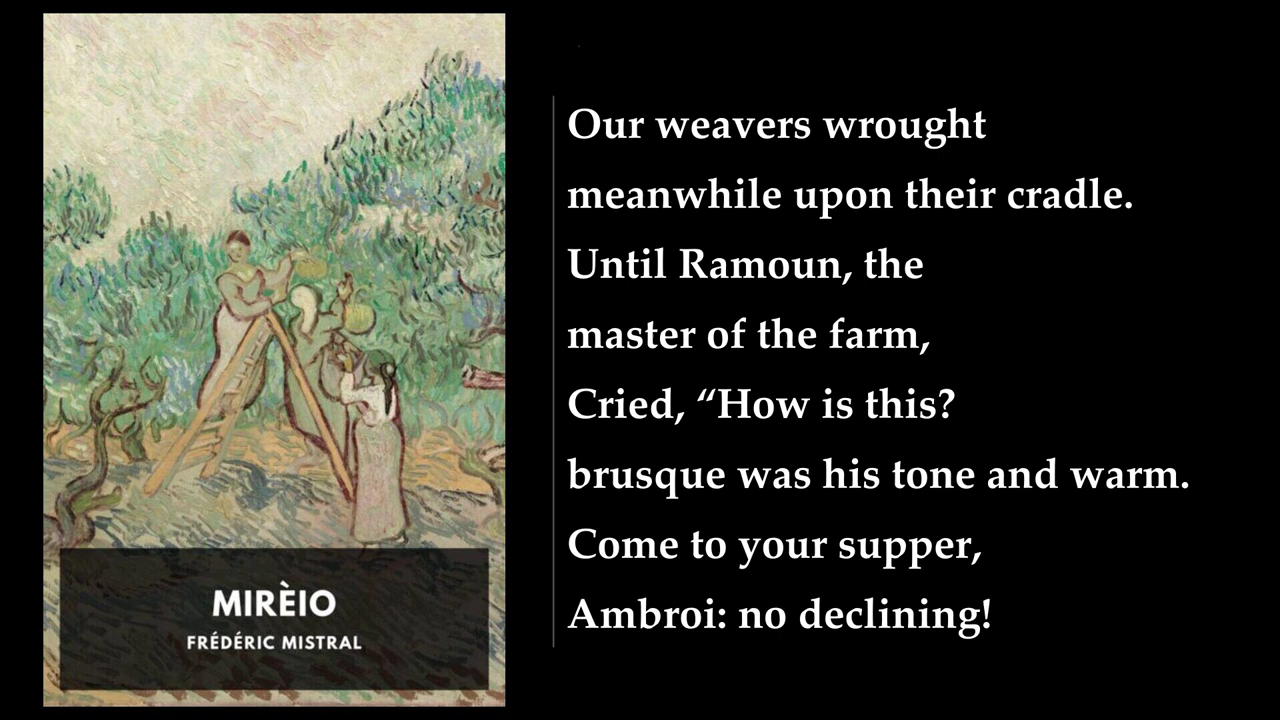 MIRÈIO
FRÉDÉRIC MISTRAL
Our weavers wrought
meanwhile upon their cradle.
Until Ramoun, the
master of the farm,
Cried, “How is this?
brusque was his tone and warm.
Come to your supper,
Ambroi: no declining!